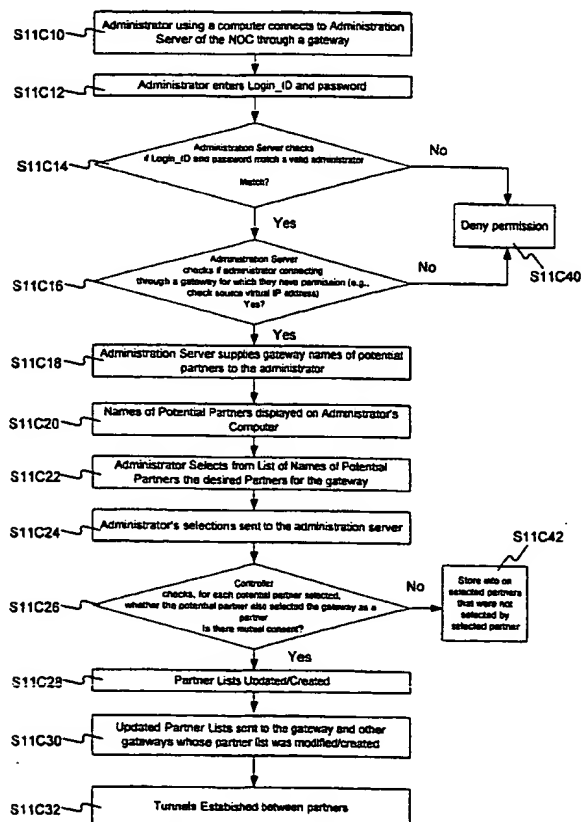 S11C10
Administrator using a computer connects to Administration
Server of the NOC through a gateway
S11C12
Administrator enters Login_ID and password
S11C14
Administration Server checks
if Login_ID and password match a valid administrator
Match?
No
Yes
Deny permission
S11C40
S11C16
Administration Server
checks if administrator connecting
through a gateway for which they have permission (e.g.,
check source virtual IP address)
Yes?
No
Yes
S11C18
Administration Server supplies gateway names of potential
partners to the administrator
S11C20
Names of Potential Partners displayed on Administrator's
Computer
S11C22
Administrator Selects from List of Names of Potential
Partners the desired Partners for the gateway
S11C24
Administrator's selections sent to the administration server
S11C26
Controller
checks, for each potential partner selected,
whether the potential partner also selected the gateway as a
partner
Is there mutual consent?
No
S11C42
Store info on
selected partners
that were not
selected by
selected partner
Yes
S11C28
Partner Lists Updated/Created
S11C30
Updated Partner Lists sent to the gateway and other
gateways whose partner list was modified/created
S11C32
Tunnels Established between partners